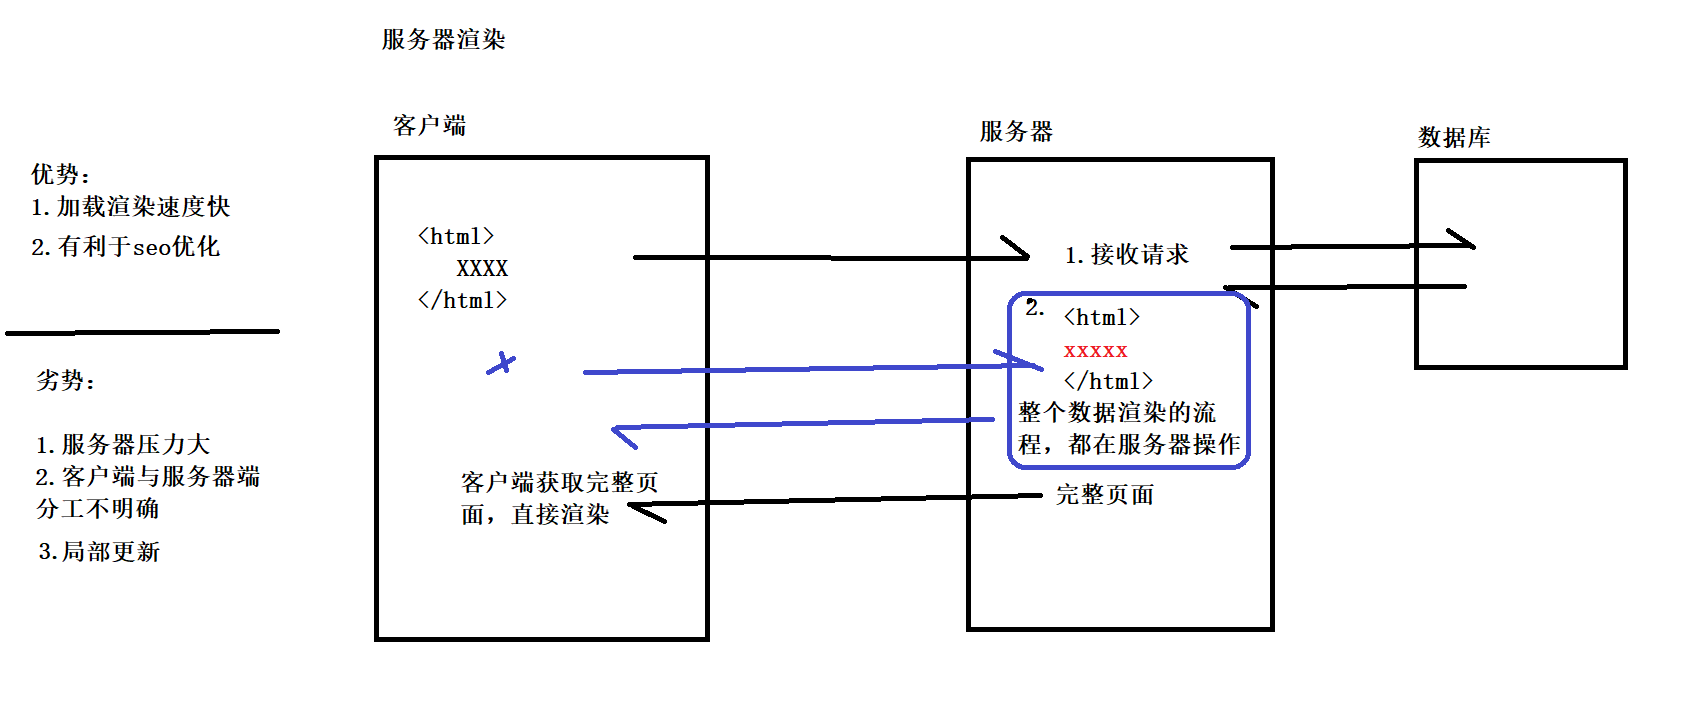 服务器渲染
客户端
服务器
数据库
优势：
1.加载渲染速度快
2.有利于seo优化
劣势：
1.服务器压力大
2.客户端与服务器端
分工不明确
3.局部更新
<html>
XXXX
</html>
客户端获取完整页
面，直接渲染
1.接收请求
2.
<html>
xxxxx
</html>
整个数据渲染的流
程，都在服务器操作
完整页面